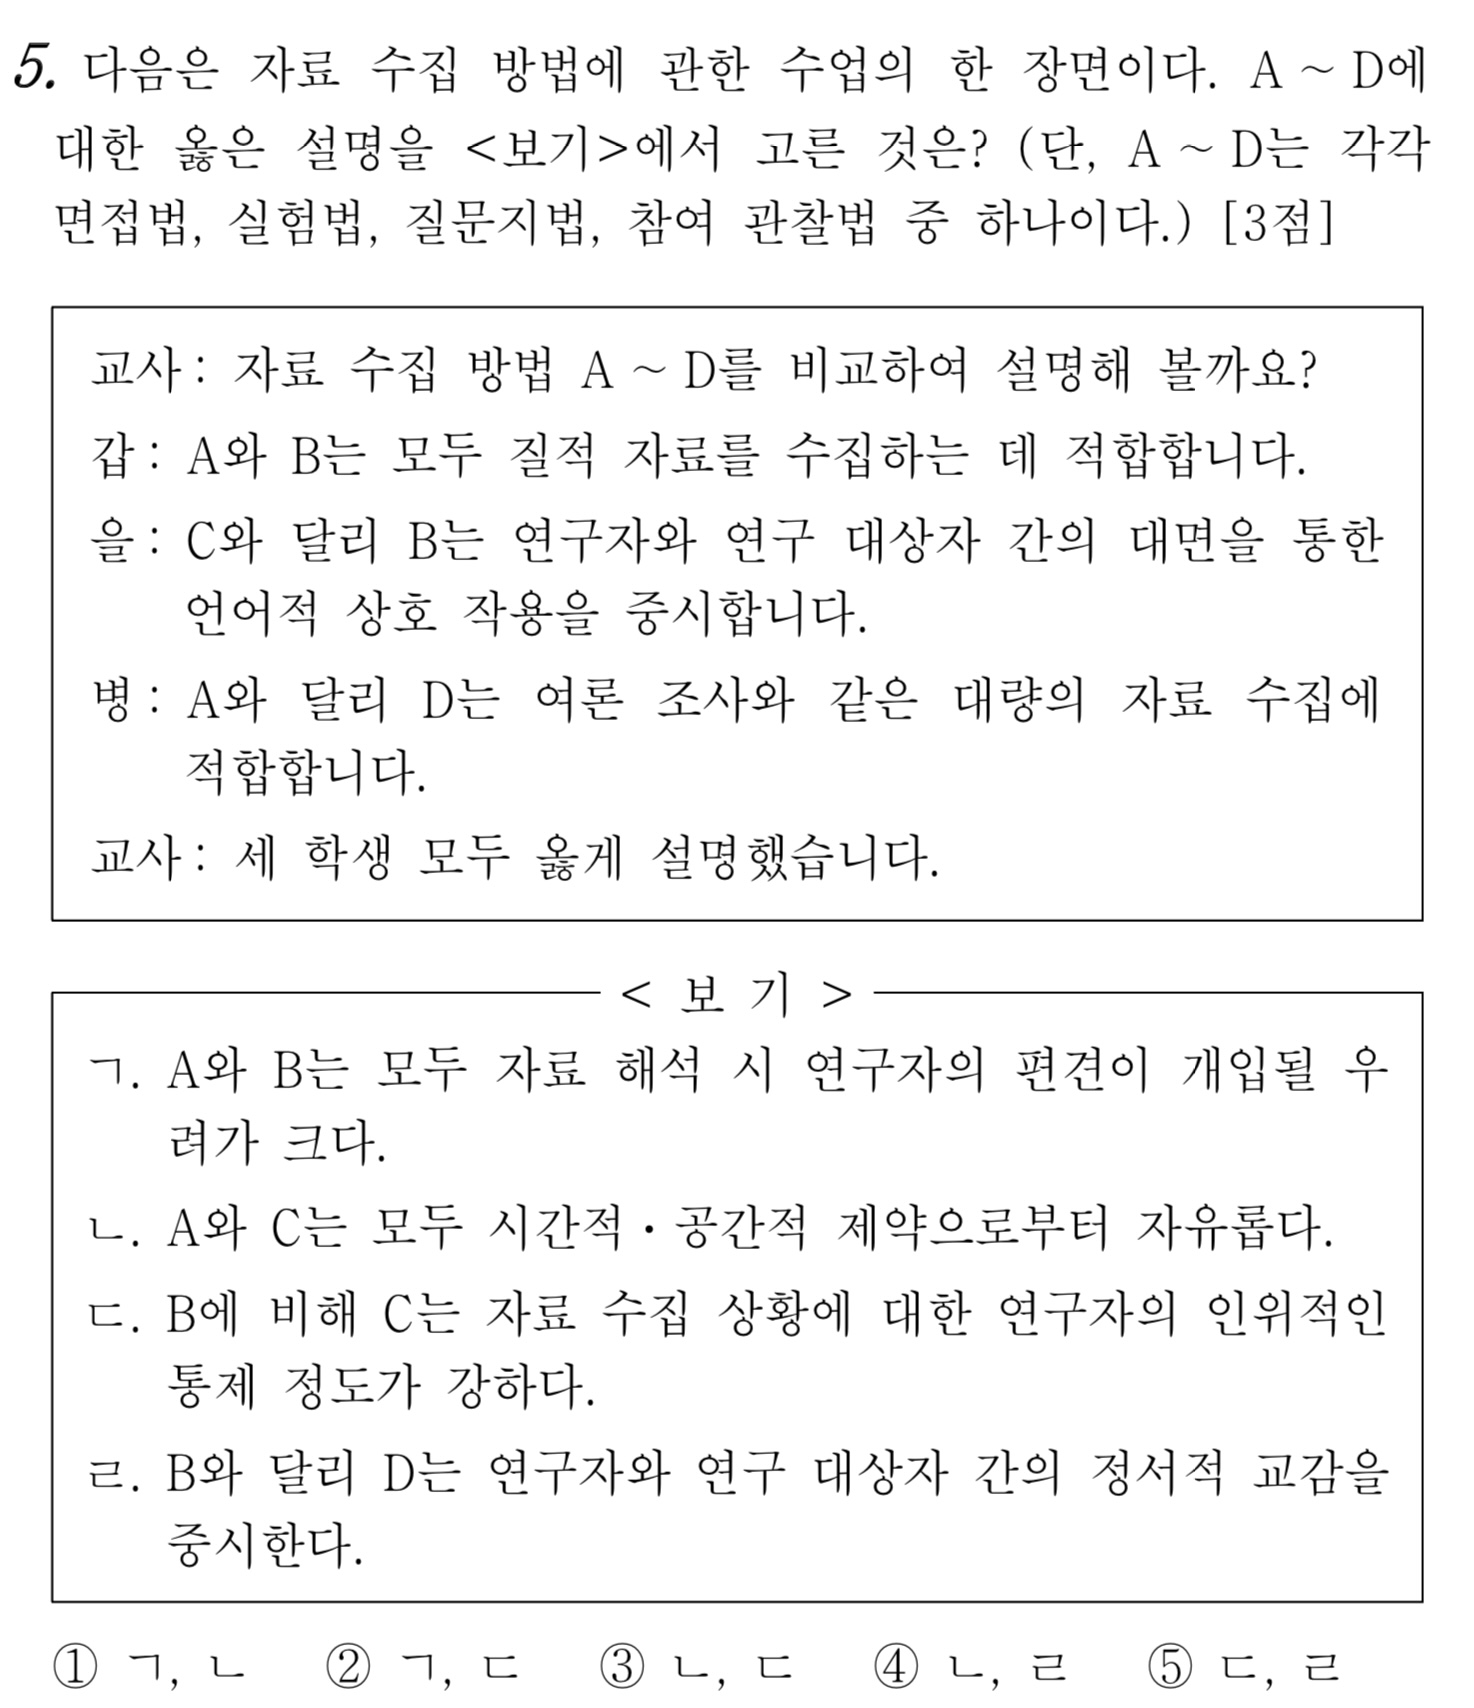 5. 다음은 자료 수집 방법에 관한 수업의 한 장면이다. A ~ D에
대한 옳은 설명을 <보기>에서 고른 것은? (단, A ~ D는 각각
면접법, 실험법, 질문지법, 참여 관찰법 중 하나이다.) [3점]
교사: 자료 수집 방법 A ~ D를 비교하여 설명해 볼까요?
갑: A와 B는 모두 질적 자료를 수집하는 데 적합합니다.
을: C와 달리 B는 연구자와 연구 대상자 간의 대면을 통한
언어적 상호 작용을 중시합니다.
병: A와 달리 D는 여론 조사와 같은 대량의 자료 수집에
적합합니다.
교사: 세 학생 모두 옳게 설명했습니다.
< 보 기 >
ㄱ. A와 B는 모두 자료 해석 시 연구자의 편견이 개입될 우
려가 크다.
ㄴ. A와 C는 모두 시간적·공간적 제약으로부터 자유롭다.
ㄷ. B에 비해 C는 자료 수집 상황에 대한 연구자의 인위적인
통제 정도가 강하다.
ㄹ. B와 달리 D는 연구자와 연구 대상자 간의 정서적 교감을
중시한다.
① ㄱ, ㄴ ② ㄱ, ㄷ ③ ㄴ, ㄷ ④ ㄴ, ㄹ ⑤ ㄷ, ㄹ